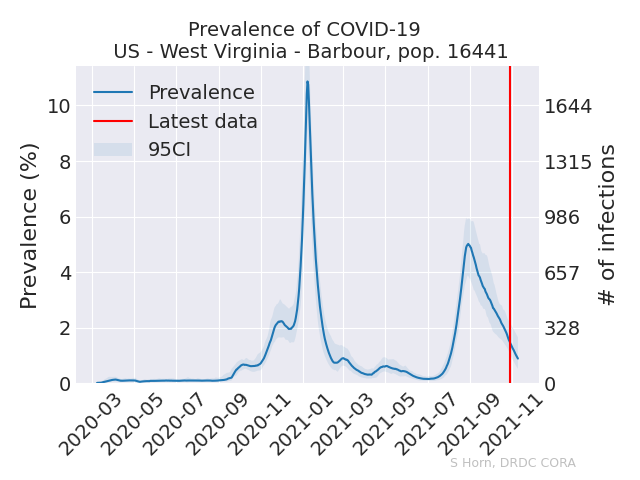 Prevalence of COVID-19
US - West Virginia - Barbour, pop. 16441
Prevalence
Latest data
95CI
Prevalence (%)
10
8
6
4
2
0
1644
1315
986
657
328
0
# of infections
2020-03
2020-05
2020-07
2020-09
2020-11
2021-01
2021-03
2021-05
2021-07
2021-09
2021-11
S Horn, DRDC CORA